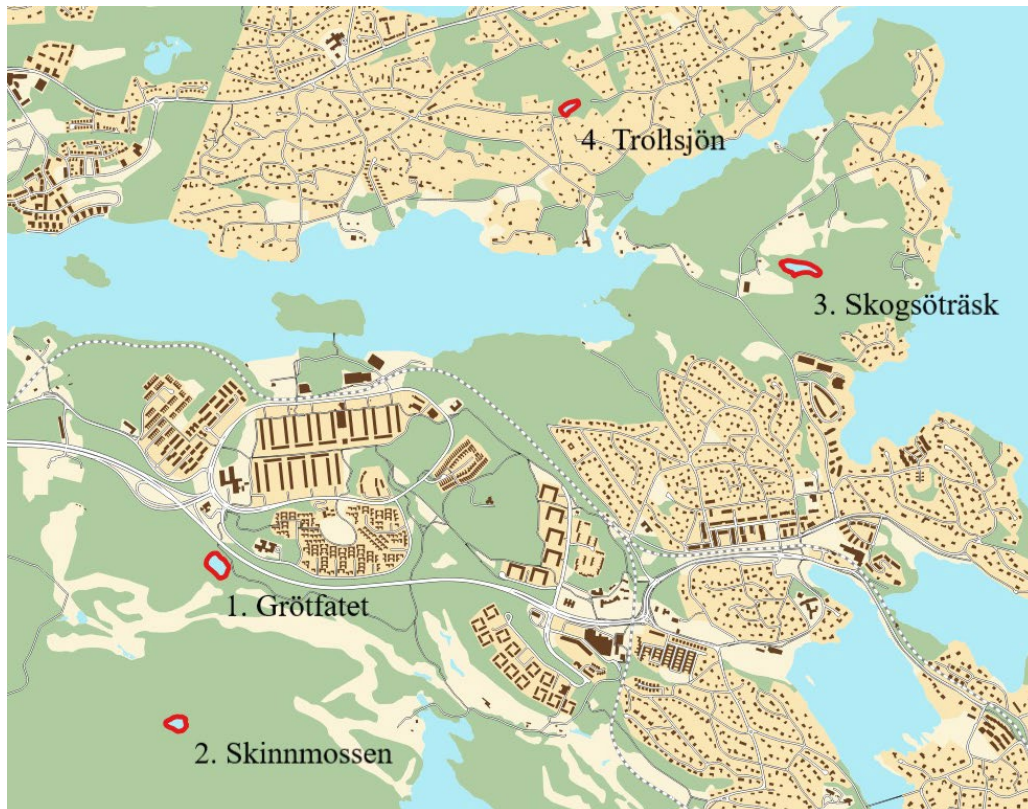 4. Trollsjön
3. Skogsöträsk
1. Grötfatet
2. Skinnmossen